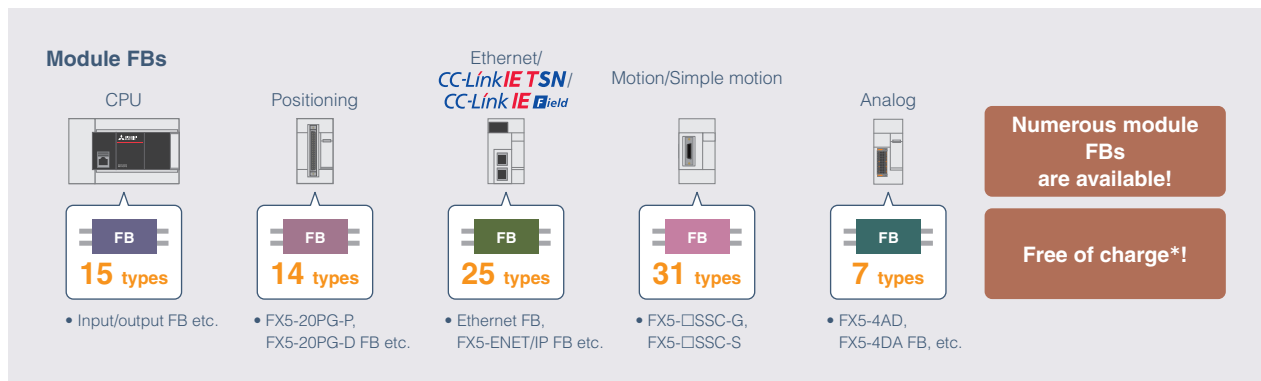 Module FBs
CPU
Positioning
Ethernet/
CC-Link IE TSN/
CC-Link IE Field
Motion/Simple motion
Analog
FB
15 types
FB
14 types
FB
25 types
FB
31 types
FB
7 types
• Input/output FB etc.
• FX5-20PG-P,
FX5-20PG-D FB etc.
• Ethernet FB,
FX5-ENET/IP FB etc.
• FX5-□SSC-G,
FX5-□SSC-S
• FX5-4AD,
FX5-4DA FB, etc.
Numerous module
FBs
are available!
Free of charge*!